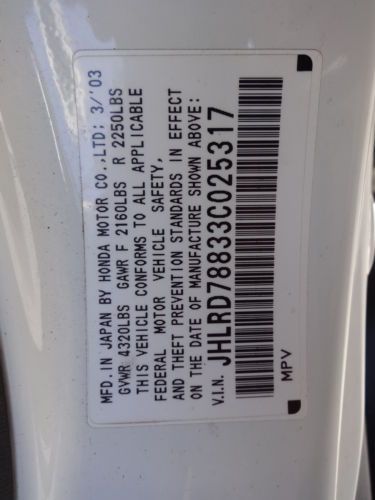 MFD. IN JAPAN BY HONDA MOTOR CO.,LTD; 3/'03
GVWR 4320LBS GAWR F 2160LBS R 2250LBS
THIS VEHICLE CONFORMS TO ALL APPLICABLE
FEDERAL MOTOR VEHICLE SAFETY,
AND THEFT PREVENTION STANDARDS IN EFFECT
ON THE DATE OF MANUFACTURE SHOWN ABOVE:
V.I.N. JHLRD78833C025317
MPV